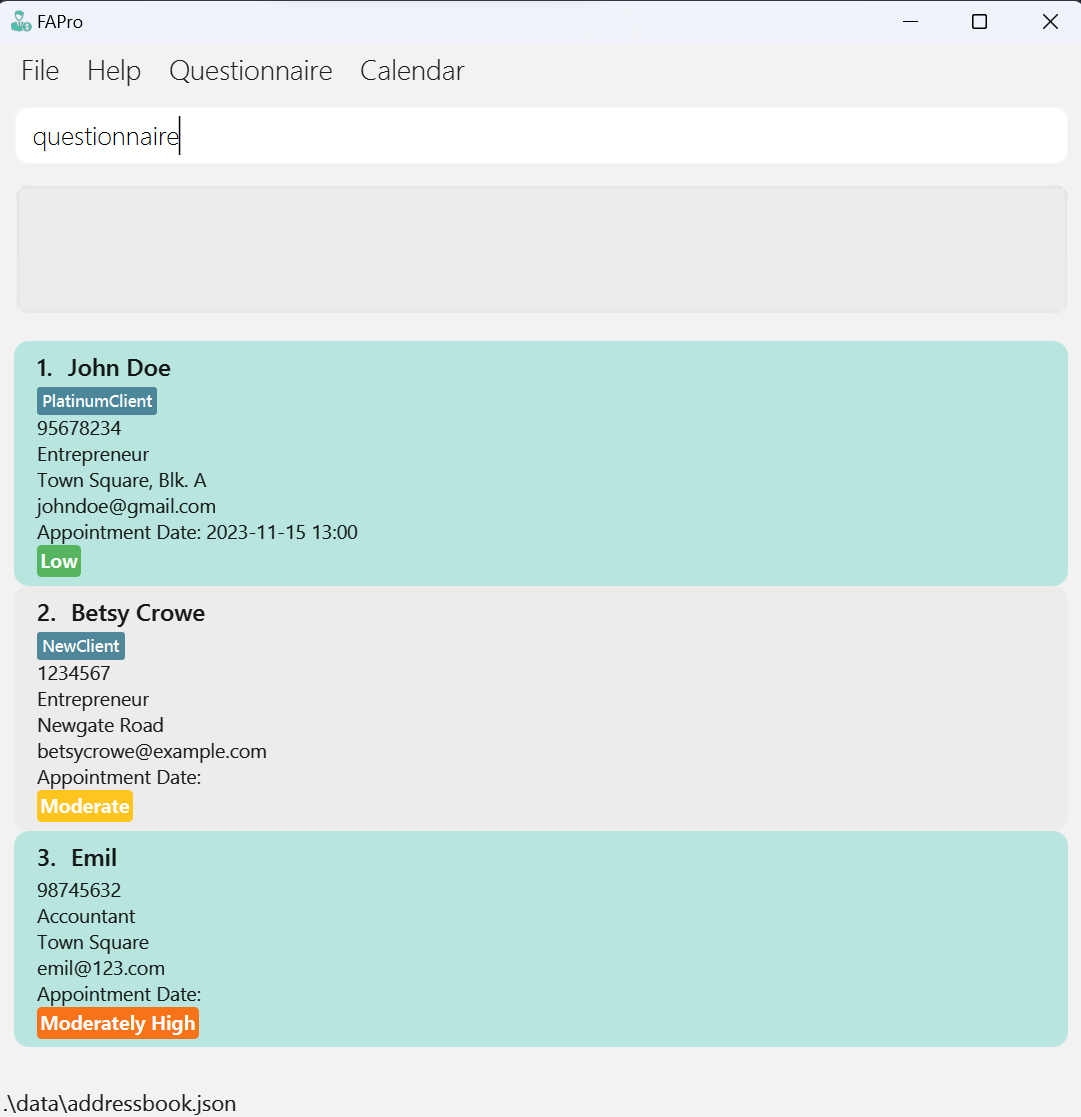 FAPro
File Help Questionnaire Calendar
questionnaire
1. John Doe
PlatinumClient
95678234
Entrepreneur
Town Square, Blk. A
johndoe@gmail.com
Appointment Date: 2023-11-15 13:00
Low
2. Betsy Crowe
NewClient
1234567
Entrepreneur
Newgate Road
betsycrowe@example.com
Appointment Date:
Moderate
3. Emil
98745632
Accountant
Town Square
emil@123.com
Appointment Date:
Moderately High
.\data\addressbook.json